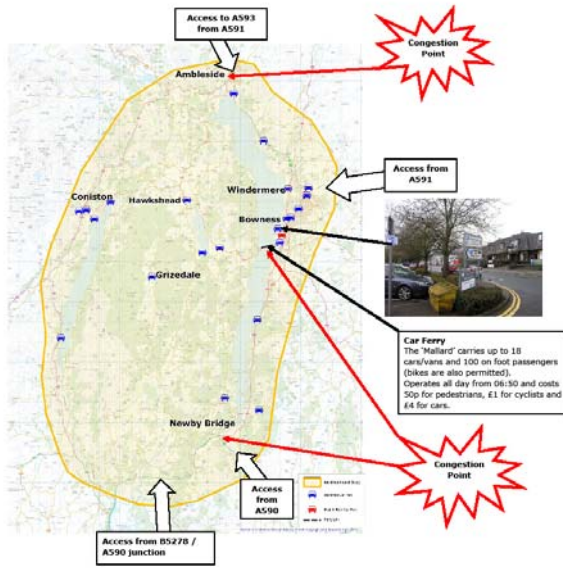 Access to A593
from A591
Congestion
Point
Ambleside
Access from
A591
Windermere
Coniston
Hawkshead
Bowness
Grizedale
Car Ferry
The 'Mallard' carries up to 18
cars/vans and 100 on foot passengers
(bikes are also permitted).
Operates all day from 06:50 and costs
50p for pedestrians, £1 for cyclists and
£4 for cars.
Newby Bridge
Congestion
Point
Access
from
A590
Access from B5278 /
A590 junction